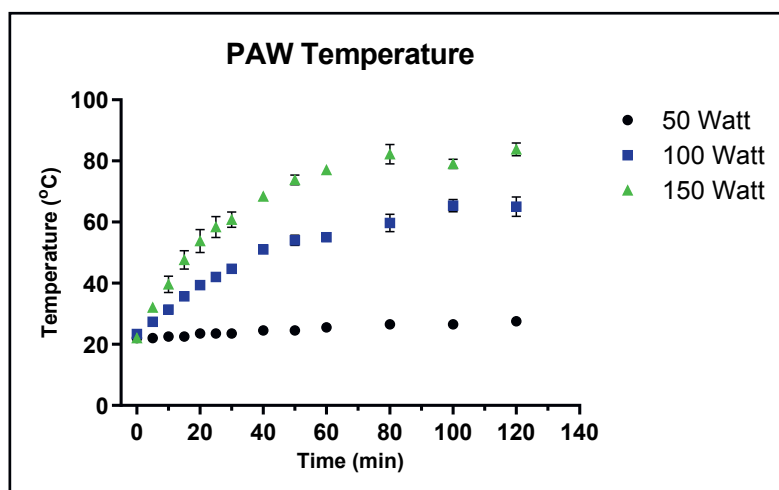 PAW Temperature
100
80
60
40
20
0
Temperature (°C)
0 20 40 60 80 100 120 140
Time (min)
50 Watt
100 Watt
150 Watt